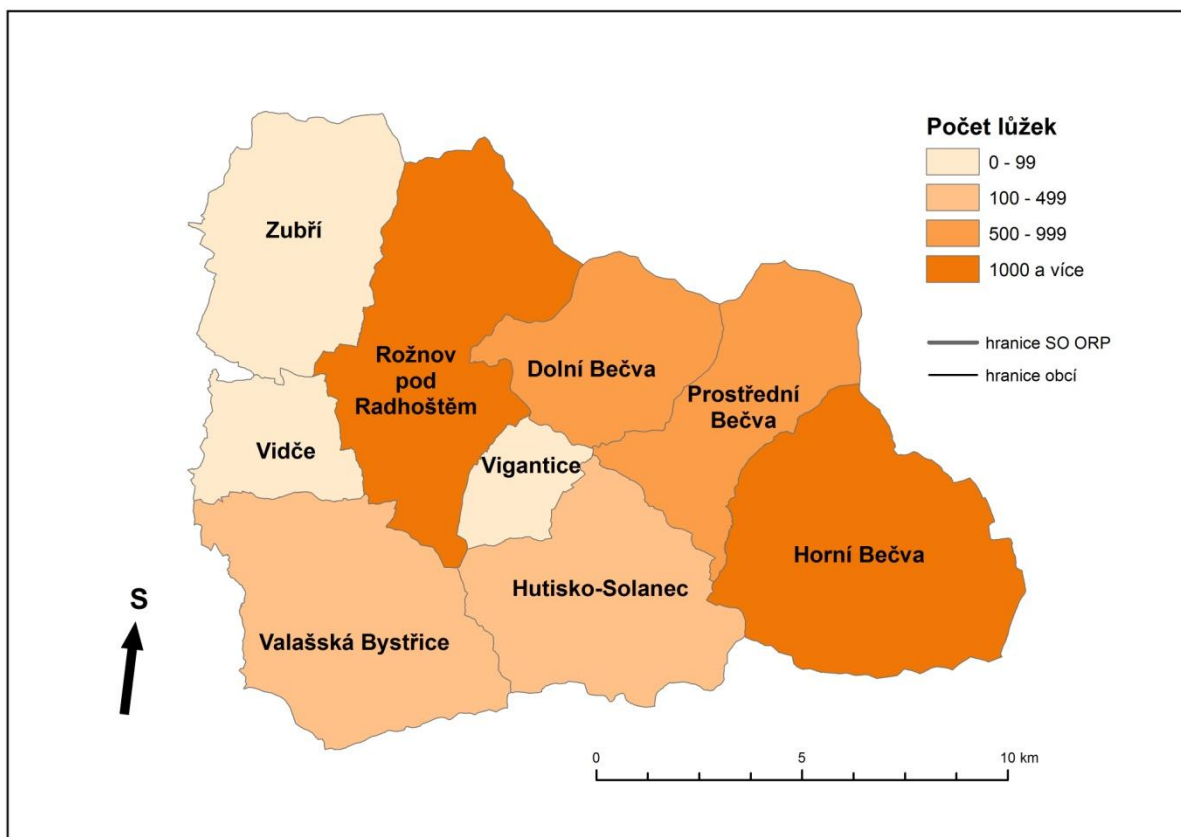 Počet lůžek
0 - 99
100 - 499
500 - 999
1000 a více
hranice SO ORP
hranice obcí
Zubří
Rožnov
pod
Radhoštěm
Dolní Bečva
Prostřední
Bečva
Vidče
Vigantice
Horní Bečva
Hutisko-Solanec
Valašská Bystřice
S
0 5 10 km